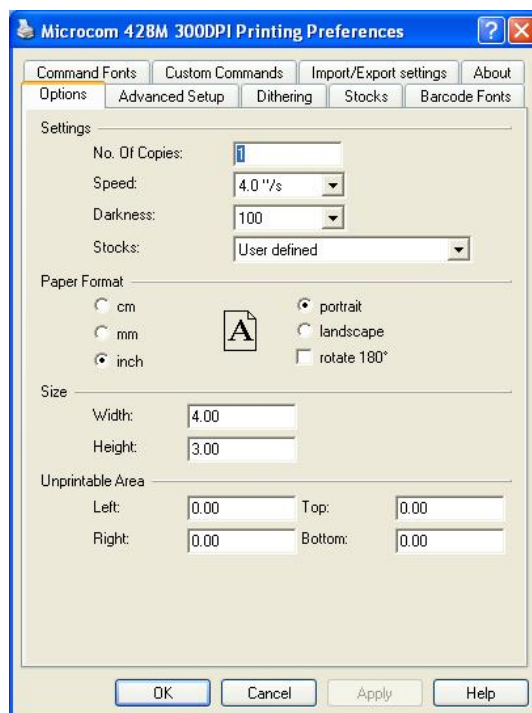 Microcom 428M 300DPI Printing Preferences
Command Fonts Custom Commands Import/Export settings About
Options Advanced Setup Dithering Stocks Barcode Fonts
Settings
No. Of Copies: 1
Speed: 4.0 "/s
Darkness: 100
Stocks: User defined
Paper Format
cm portrait
mm A landscape
inch rotate 180°
Size
Width: 4.00
Height: 3.00
Unprintable Area
Left: 0.00 Top: 0.00
Right: 0.00 Bottom: 0.00
OK Cancel Apply Help